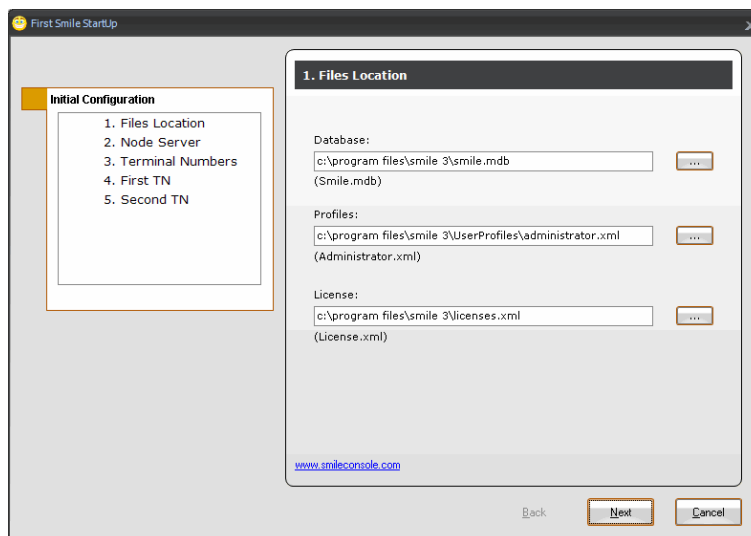 First Smile StartUp
Initial Configuration
1. Files Location
2. Node Server
3. Terminal Numbers
4. First TN
5. Second TN
1. Files Location
Database:
c:\program files\smile 3\smile.mdb
...
(Smile.mdb)
Profiles:
c:\program files\smile 3\UserProfiles\administrator.xml
...
(Administrator.xml)
License:
c:\program files\smile 3\licenses.xml
...
(License.xml)
www.smileconsole.com
Back Next Cancel